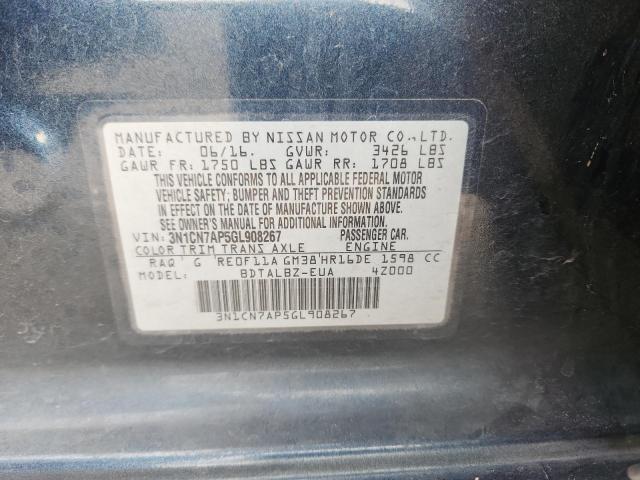 MANUFACTURED BY NISSAN MOTOR CO.,LTD.
DATE: 06/16. GVWR: 3426 LBS
GAWR FR: 1750 LBS GAWR RR: 1708 LBS
THIS VEHICLE CONFORMS TO ALL APPLICABLE FEDERAL MOTOR
VEHICLE SAFETY; BUMPER AND THEFT PREVENTION STANDARDS
IN EFFECT ON THE DATE OF MANUFACTURE SHOWN ABOVE.
SEE OWNER'S MANUAL FOR ADDITIONAL INFORMATION.
VIN: 3N1CN7AP5GL908267 PASSENGER CAR.
COLOR TRIM TRANS AXLE ENGINE
RAQ G RE0F11A GM38 HR16DE 1598 CC
MODEL: BDTALBZ-EUA 4Z000
3N1CN7AP5GL908267